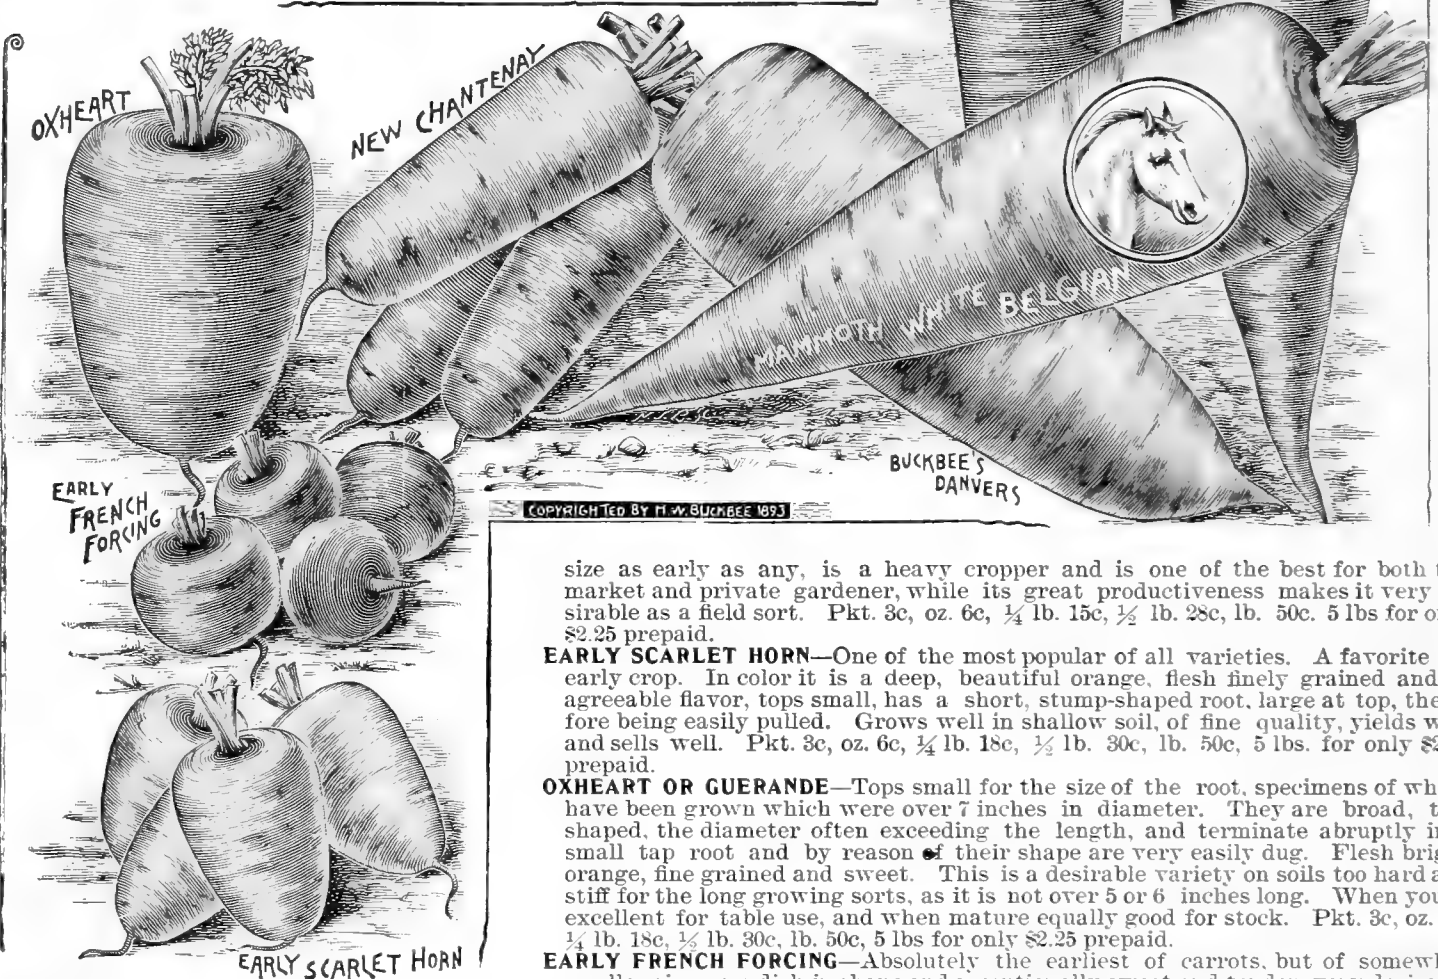 OXHEART
NEW CHANTENAY
MAMMOTH WHITE BELGIAN
BUCKBEE'S
DANVERS
EARLY
FRENCH
FORCING
COPYRIGHTED BY H.W.BUCKBEE 1893
EARLY SCARLET HORN
size as early as any, is a heavy cropper and is one of the best for both
market and private gardener, while its great productiveness makes it very
sirable as a field sort. Pkt. 3c, oz. 6c, ¼ lb. 15c, ½ lb. 28c, lb. 50c. 5 lbs for
$2.25 prepaid.
EARLY SCARLET HORN—One of the most popular of all varieties. A favorite
early crop. In color it is a deep, beautiful orange, flesh finely grained and
agreeable flavor, tops small, has a short, stump-shaped root, large at top, the
fore being easily pulled. Grows well in shallow soil, of fine quality, yields
and sells well. Pkt. 3c, oz. 6c, ¼ lb. 18c, ½ lb. 30c, lb. 50c, 5 lbs. for only
prepaid.
OXHEART OR GUERANDE—Tops small for the size of the root, specimens of wh
have been grown which were over 7 inches in diameter. They are broad,
shaped, the diameter often exceeding the length, and terminate abruptly
small tap root and by reason of their shape are very easily dug. Flesh brig
orange, fine grained and sweet. This is a desirable variety on soils too hard
stiff for the long growing sorts, as it is not over 5 or 6 inches long. When you
excellent for table use, and when mature equally good for stock. Pkt. 3c, oz.
¼ lb. 18c, ½ lb. 30c, lb. 50c, 5 lbs for only $2.25 prepaid.
EARLY FRENCH FORCING—Absolutely the earliest of carrots, but of somewh